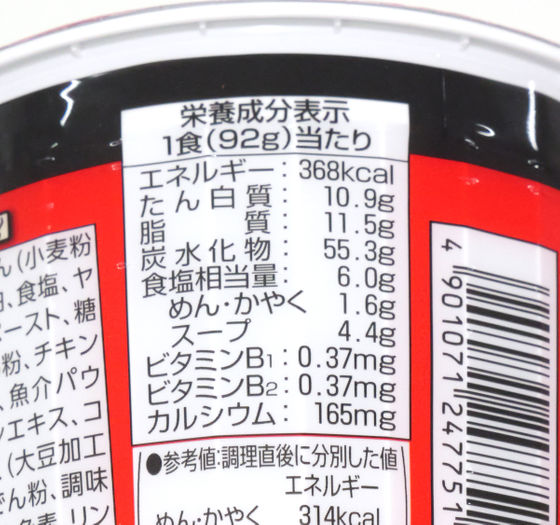 栄養成分表示
1食(92g)当たり
エネルギー: 368kcal
たん白質: 10.9g
脂質: 11.5g
炭水化物: 55.3g
食塩相当量: 6.0g
めん・かやく 1.6g
スープ 4.4g
ビタミンB1: 0.37mg
ビタミンB2: 0.37mg
カルシウム: 165mg
●参考値:調理直後に分別した値
エネルギー
めん・かやく 314kcal
ん(小麦粉
、食塩、ヤ
ースト、糖
粉、チキン
、魚介パウ
エキス、コ
(大豆加工
ん粉、調味
リン
4 901071 247751